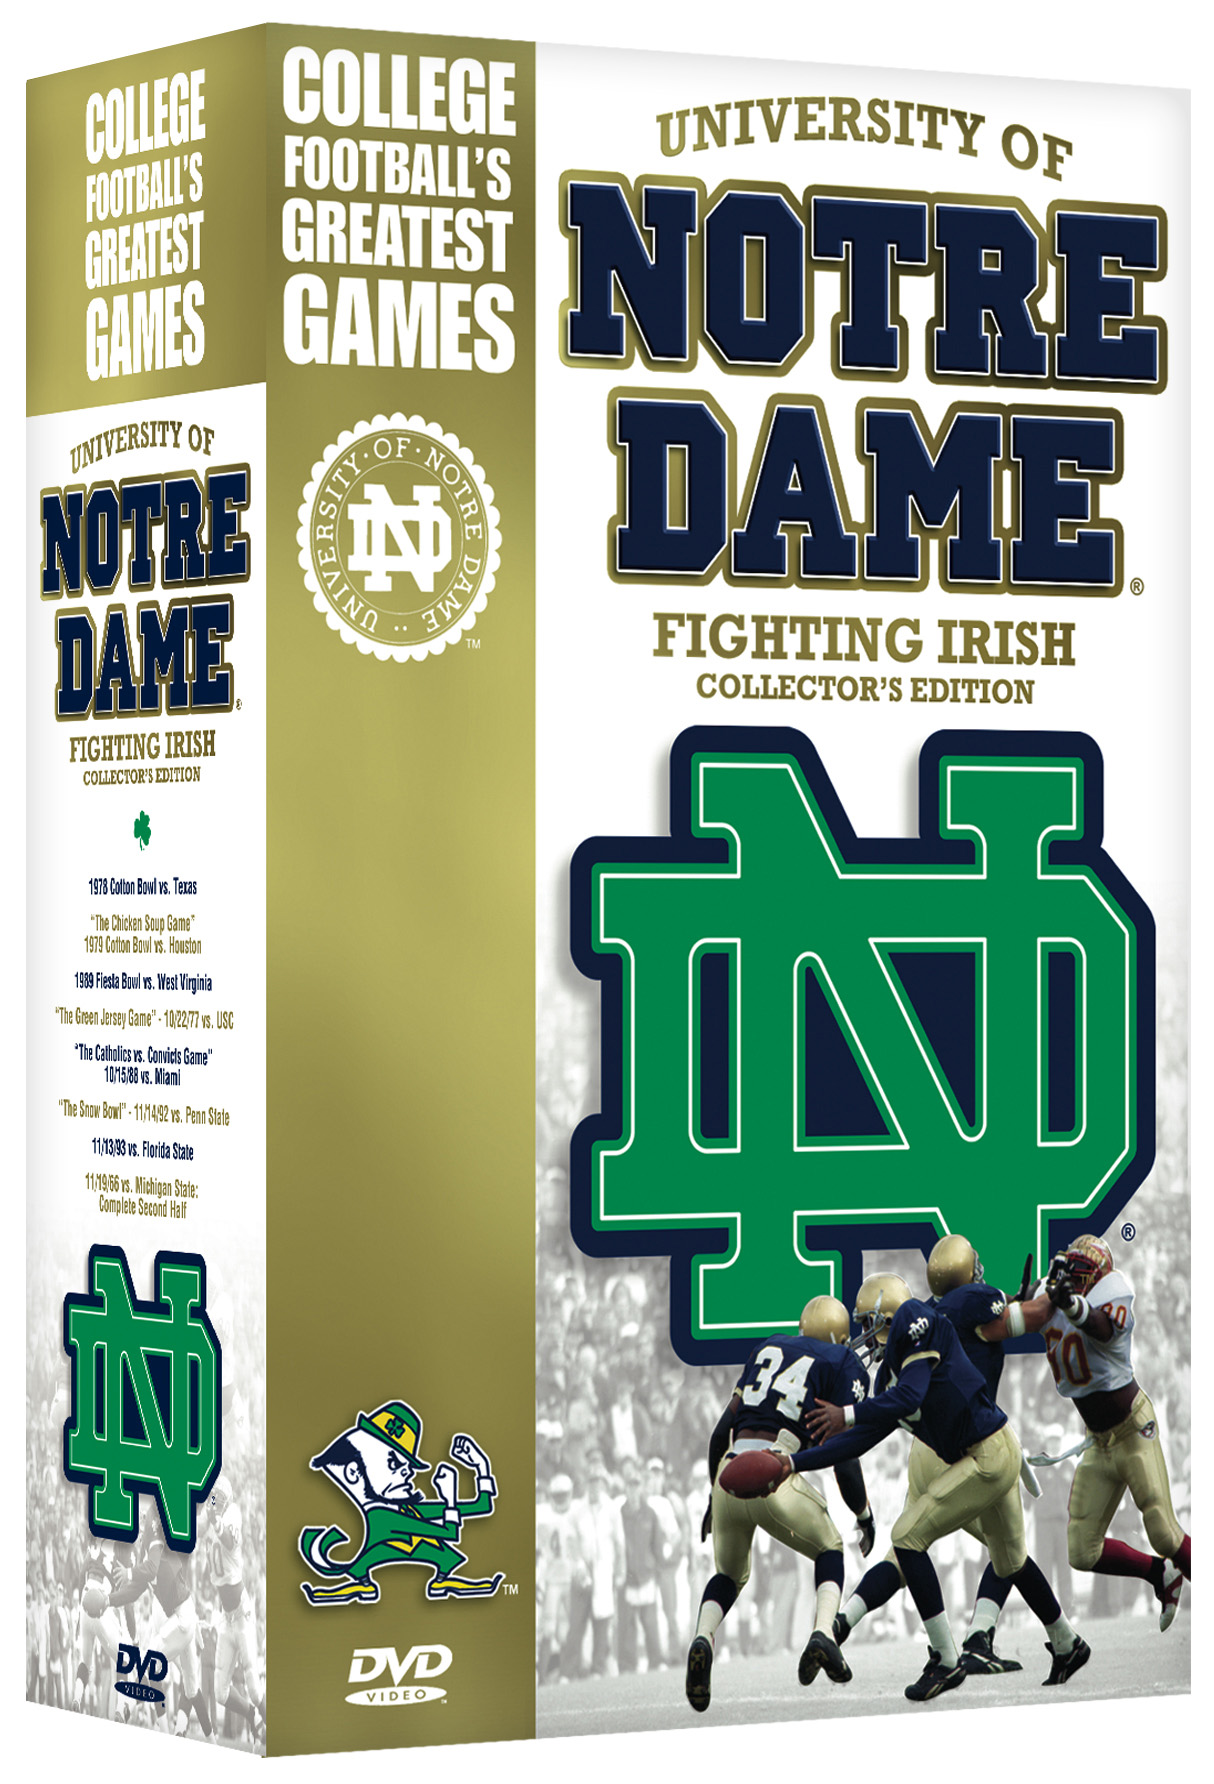 COLLEGE
FOOTBALL'S
GREATEST
GAMES
UNIVERSITY OF
NOTRE
DAME®
FIGHTING IRISH
COLLECTOR'S EDITION
1978 Cotton Bowl vs. Texas
"The Chicken Soup Game"
1979 Cotton Bowl vs. Houston
1989 Fiesta Bowl vs. West Virginia
"The Green Jersey Game" - 10/22/77 vs. USC
"The Catholics vs. Convicts Game"
10/15/88 vs. Miami
"The Snow Bowl" - 11/14/92 vs. Penn State
11/13/93 vs. Florida State
11/19/66 vs. Michigan State:
Complete Second Half
ND
DVD
VIDEO
COLLEGE
FOOTBALL'S
GREATEST
GAMES
UNIVERSITY · OF · NOTRE DAME
ND
TM
TM
DVD
VIDEO
UNIVERSITY OF
NOTRE
DAME®
FIGHTING IRISH
COLLECTOR'S EDITION
ND®
34